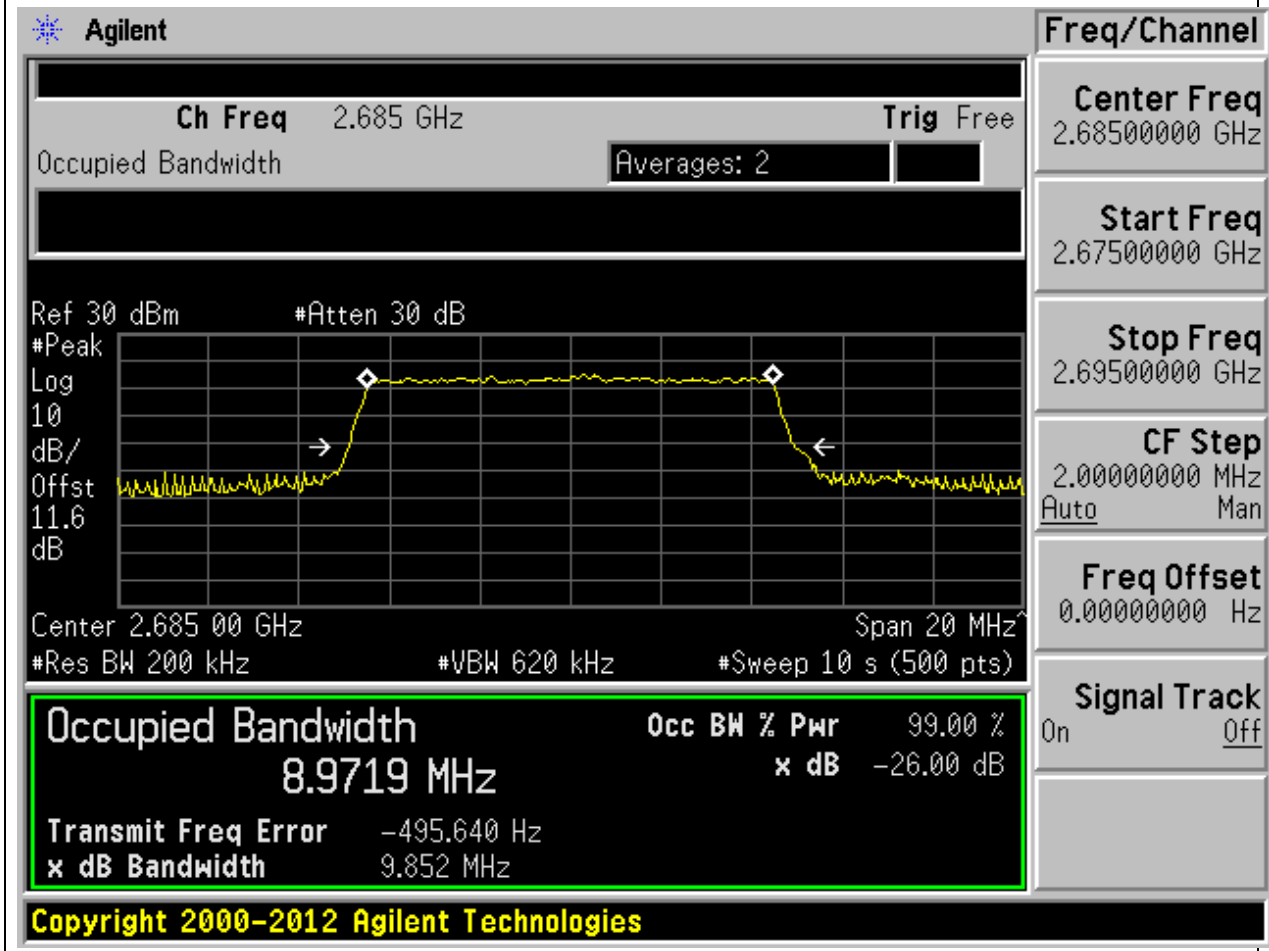 Agilent
Freq/Channel
Ch Freq 2.685 GHz Trig Free
Occupied Bandwidth Averages: 2
Center Freq
2.68500000 GHz
Start Freq
2.67500000 GHz
Stop Freq
2.69500000 GHz
CF Step
2.00000000 MHz
Auto Man
Freq Offset
0.00000000 Hz
Signal Track
On Off
Ref 30 dBm #Atten 30 dB
#Peak
Log
10
dB/
Offst
11.6
dB
Center 2.685 00 GHz Span 20 MHz^
#Res BW 200 kHz #VBW 620 kHz #Sweep 10 s (500 pts)
Occupied Bandwidth Occ BW % Pwr 99.00 %
8.9719 MHz x dB -26.00 dB
Transmit Freq Error -495.640 Hz
x dB Bandwidth 9.852 MHz
Copyright 2000-2012 Agilent Technologies